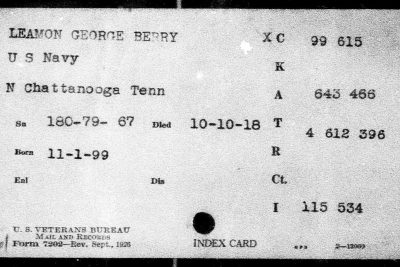 LEAMON GEORGE BERRY X C 99 615
U S Navy K
N Chattanooga Tenn A 643 466
Sn 180-79- 67 Died 10-10-18 T 4 612 396
Born 11-1-99 R
Enl Dis Ct.
I 115 534
U. S. VETERANS BUREAU
MAIL AND RECORDS
Form 7202—Rev. Sept., 1926 INDEX CARD 2—12060